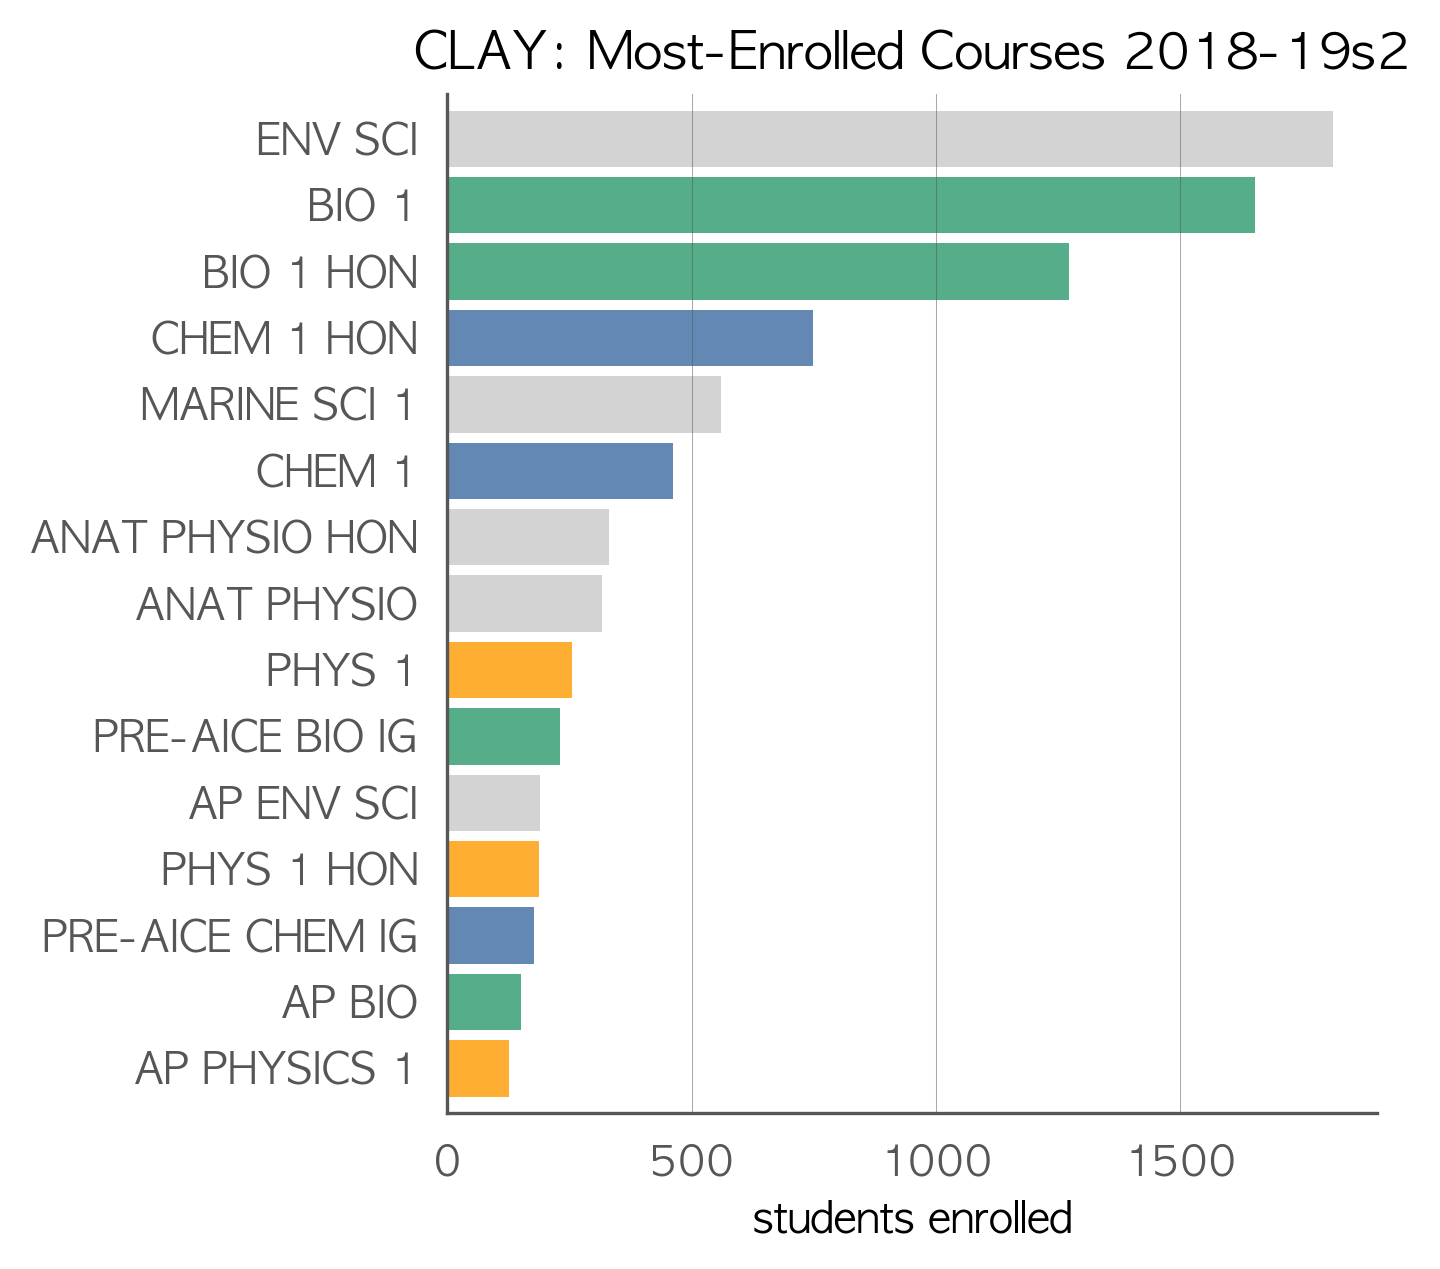 CLAY: Most-Enrolled Courses 2018-19s2
ENV SCI
BIO 1
BIO 1 HON
CHEM 1 HON
MARINE SCI 1
CHEM 1
ANAT PHYSIO HON
ANAT PHYSIO
PHYS 1
PRE-AICE BIO IG
AP ENV SCI
PHYS 1 HON
PRE-AICE CHEM IG
AP BIO
AP PHYSICS 1
0 500 1000 1500
students enrolled